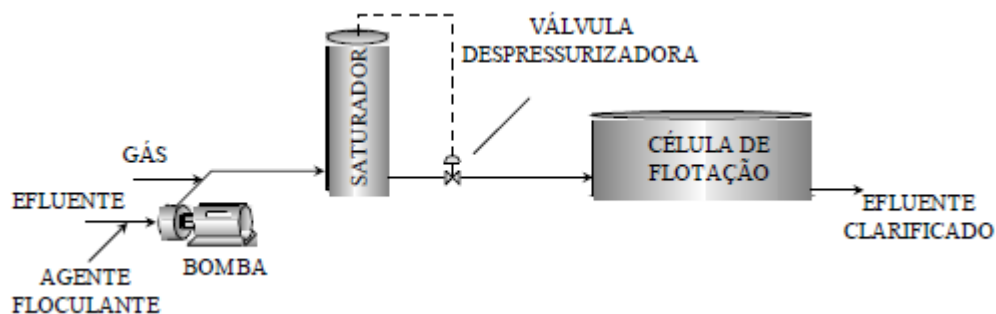 VÁLVULA
DESPRESSURIZADORA
SATURADOR
GÁS
EFLUENTE
CÉLULA DE
FLOTAÇÃO
EFLUENTE
CLARIFICADO
BOMBA
AGENTE
FLOCULANTE